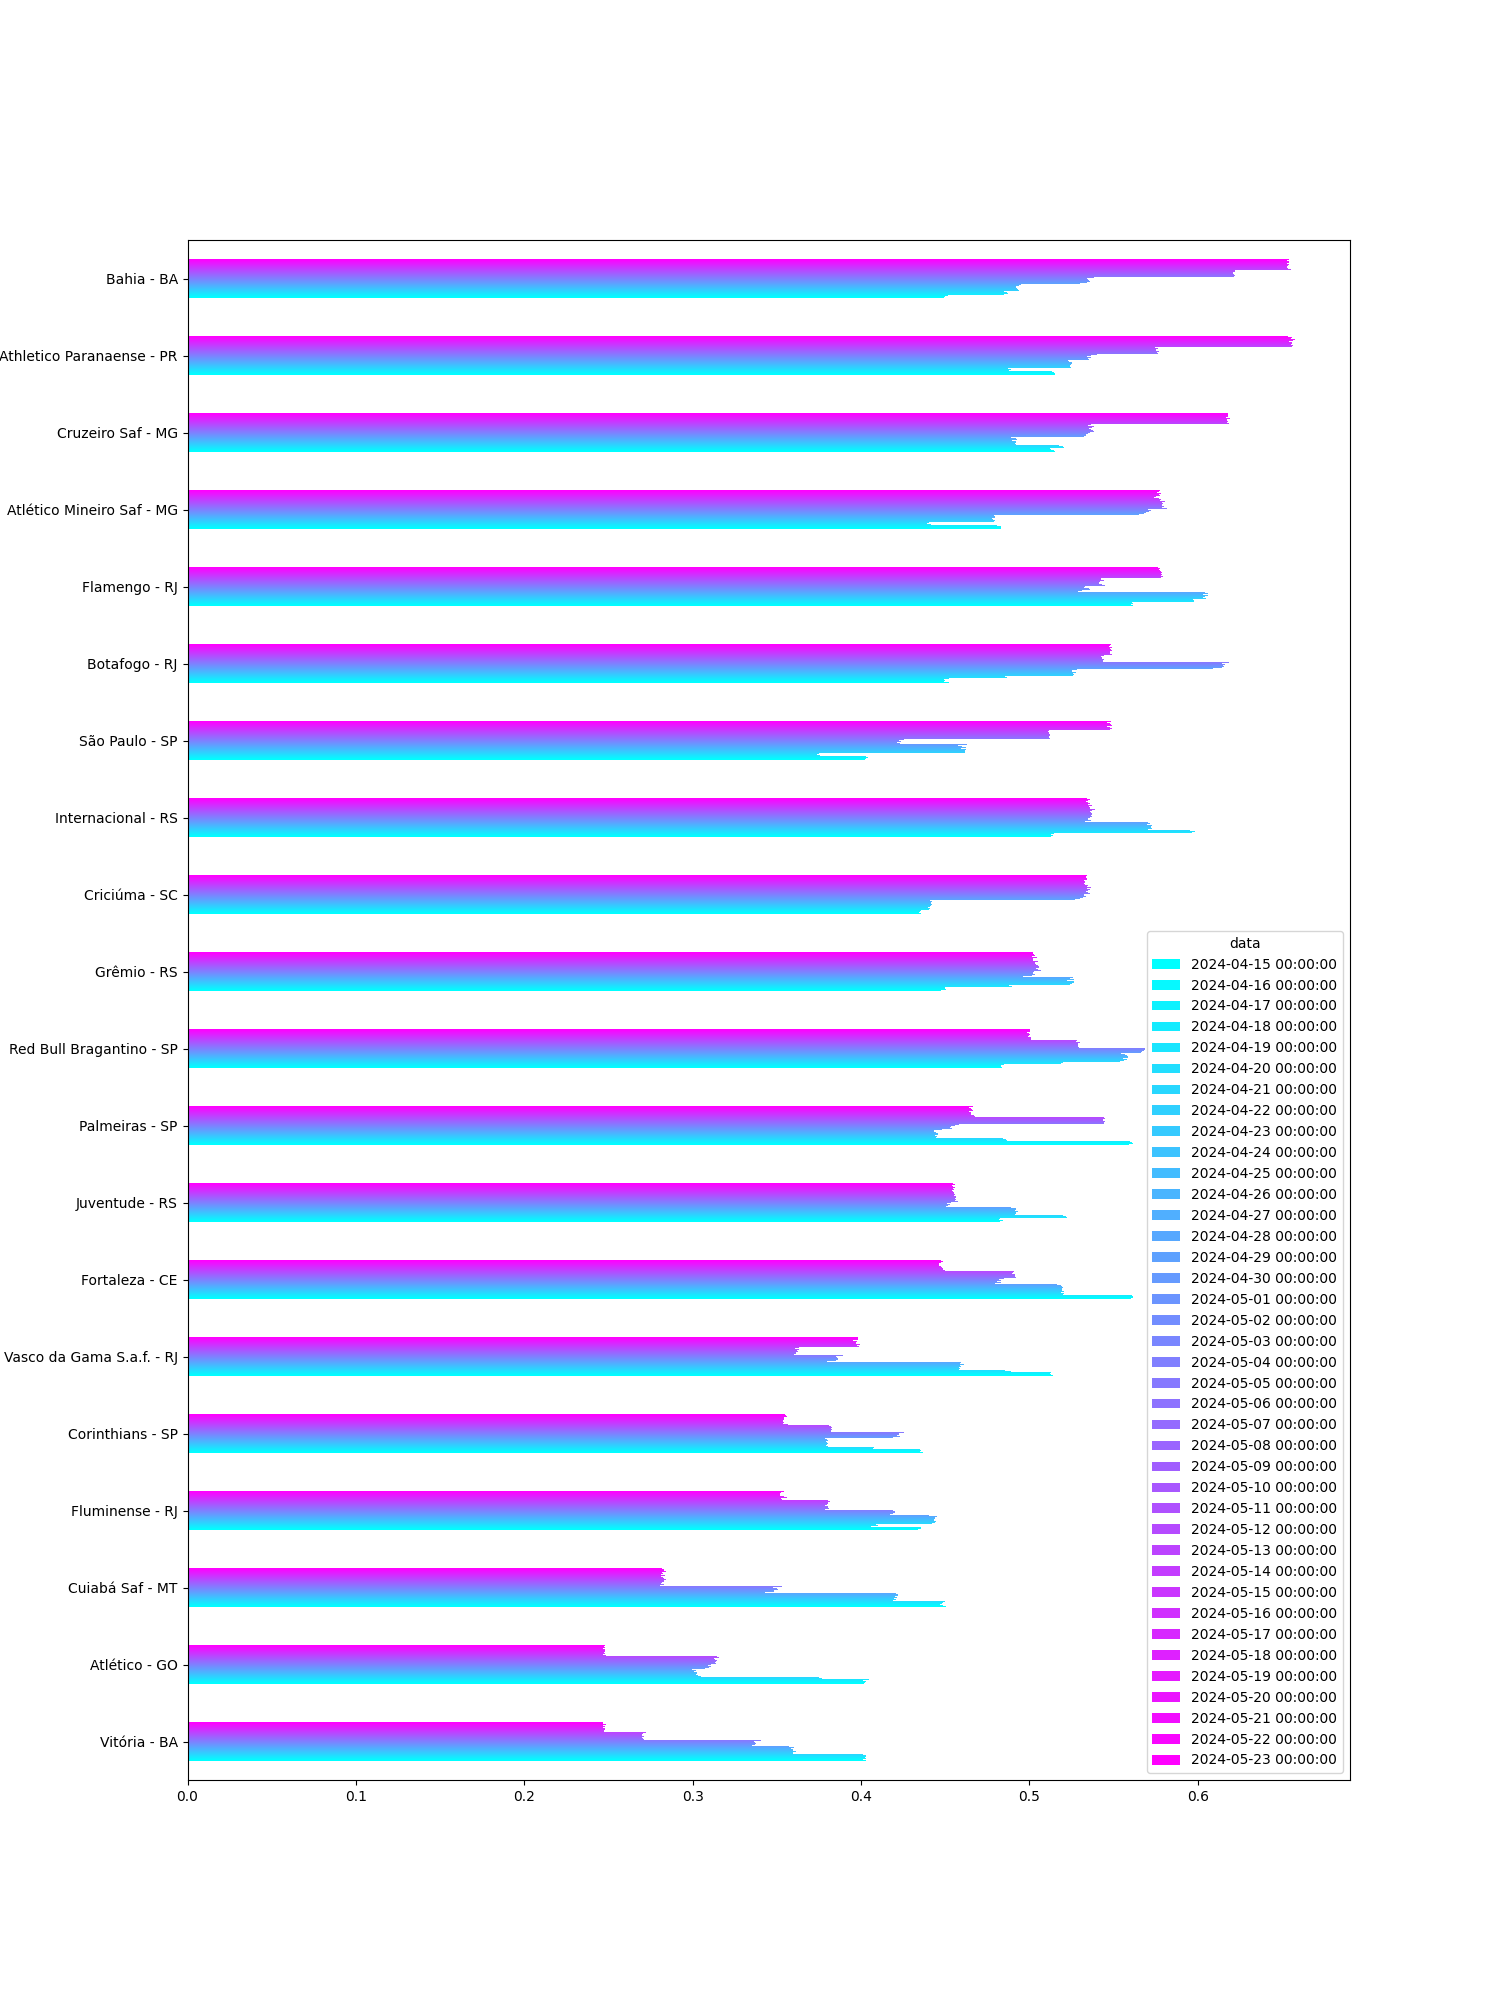 Bahia - BA
Athletico Paranaense - PR
Cruzeiro Saf - MG
Atlético Mineiro Saf - MG
Flamengo - RJ
Botafogo - RJ
São Paulo - SP
Internacional - RS
Criciúma - SC
Grêmio - RS
Red Bull Bragantino - SP
Palmeiras - SP
Juventude - RS
Fortaleza - CE
Vasco da Gama S.a.f. - RJ
Corinthians - SP
Fluminense - RJ
Cuiabá Saf - MT
Atlético - GO
Vitória - BA
0.0 0.1 0.2 0.3 0.4 0.5 0.6
data
2024-04-15 00:00:00
2024-04-16 00:00:00
2024-04-17 00:00:00
2024-04-18 00:00:00
2024-04-19 00:00:00
2024-04-20 00:00:00
2024-04-21 00:00:00
2024-04-22 00:00:00
2024-04-23 00:00:00
2024-04-24 00:00:00
2024-04-25 00:00:00
2024-04-26 00:00:00
2024-04-27 00:00:00
2024-04-28 00:00:00
2024-04-29 00:00:00
2024-04-30 00:00:00
2024-05-01 00:00:00
2024-05-02 00:00:00
2024-05-03 00:00:00
2024-05-04 00:00:00
2024-05-05 00:00:00
2024-05-06 00:00:00
2024-05-07 00:00:00
2024-05-08 00:00:00
2024-05-09 00:00:00
2024-05-10 00:00:00
2024-05-11 00:00:00
2024-05-12 00:00:00
2024-05-13 00:00:00
2024-05-14 00:00:00
2024-05-15 00:00:00
2024-05-16 00:00:00
2024-05-17 00:00:00
2024-05-18 00:00:00
2024-05-19 00:00:00
2024-05-20 00:00:00
2024-05-21 00:00:00
2024-05-22 00:00:00
2024-05-23 00:00:00